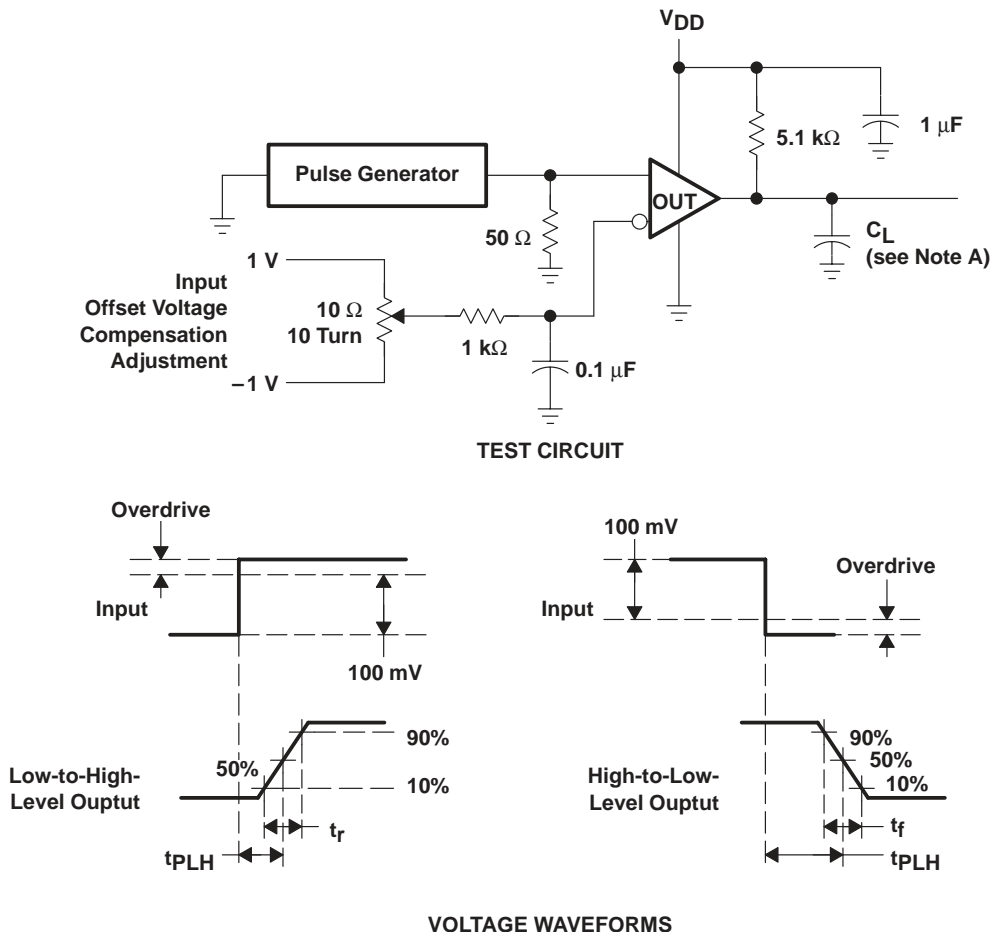 VDD
Pulse Generator
OUT
5.1 kΩ
1 µF
50 Ω
CL
(see Note A)
1 V
Input
Offset Voltage
Compensation
Adjustment
10 Ω
10 Turn
1 kΩ
0.1 µF
−1 V
TEST CIRCUIT
Overdrive
Input
100 mV
100 mV
Overdrive
Input
90%
50%
10%
Low-to-High-
Level Ouptut
tr
tPLH
90%
50%
10%
High-to-Low-
Level Ouptut
tf
tPLH
VOLTAGE WAVEFORMS